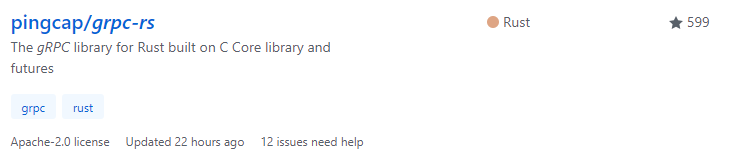 pingcap/grpc-rs Rust 599
The gRPC library for Rust built on C Core library and
futures
grpc rust
Apache-2.0 license Updated 22 hours ago 12 issues need help